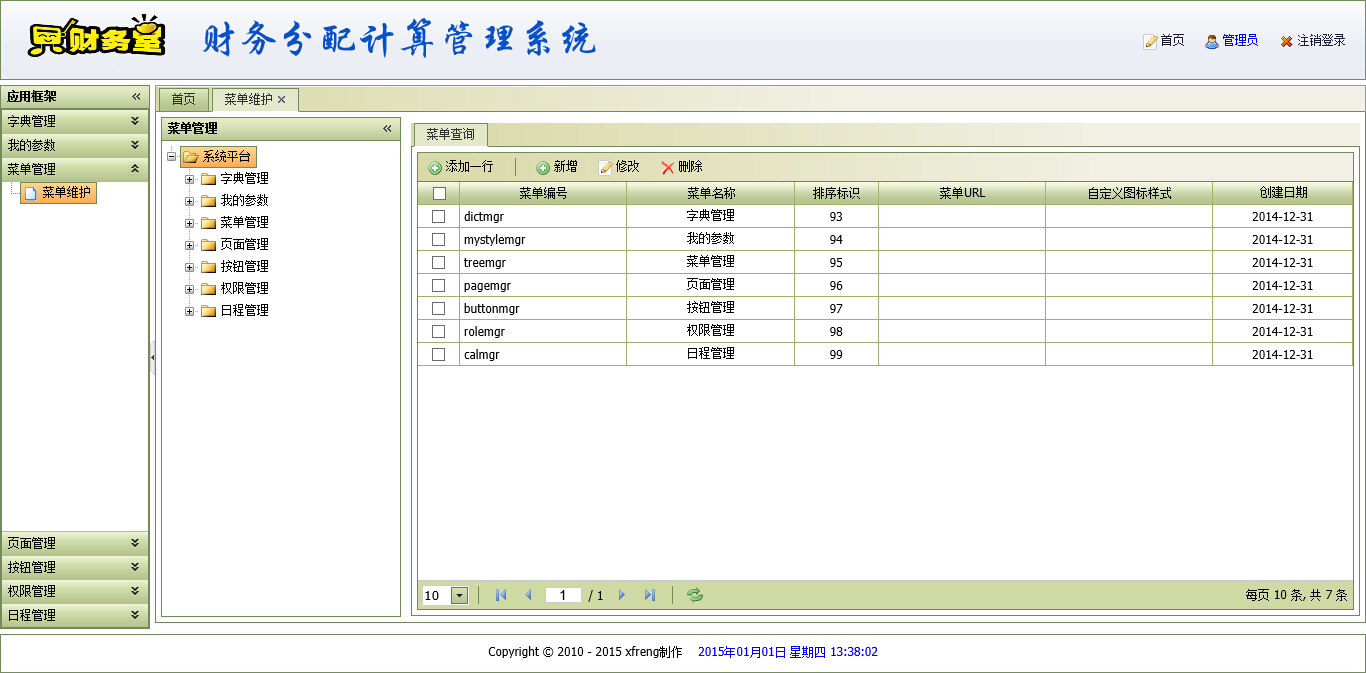 贝财务堂 财务分配计算管理系统 首页 管理员 注销登录
应用框架
字典管理
我的参数
菜单管理
菜单维护
页面管理
按钮管理
权限管理
日程管理
首页 菜单维护
菜单管理
系统平台
字典管理
我的参数
菜单管理
页面管理
按钮管理
权限管理
日程管理
菜单查询
添加一行 新增 修改 删除
菜单编号 菜单名称 排序标识 菜单URL 自定义图标样式 创建日期
dictmgr 字典管理 93 2014-12-31
mystylemgr 我的参数 94 2014-12-31
treemgr 菜单管理 95 2014-12-31
pagemgr 页面管理 96 2014-12-31
buttonmgr 按钮管理 97 2014-12-31
rolemgr 权限管理 98 2014-12-31
calmgr 日程管理 99 2014-12-31
10 1 / 1 每页 10 条, 共 7 条
Copyright © 2010 - 2015 xfreng制作 2015年01月01日 星期四 13:38:02